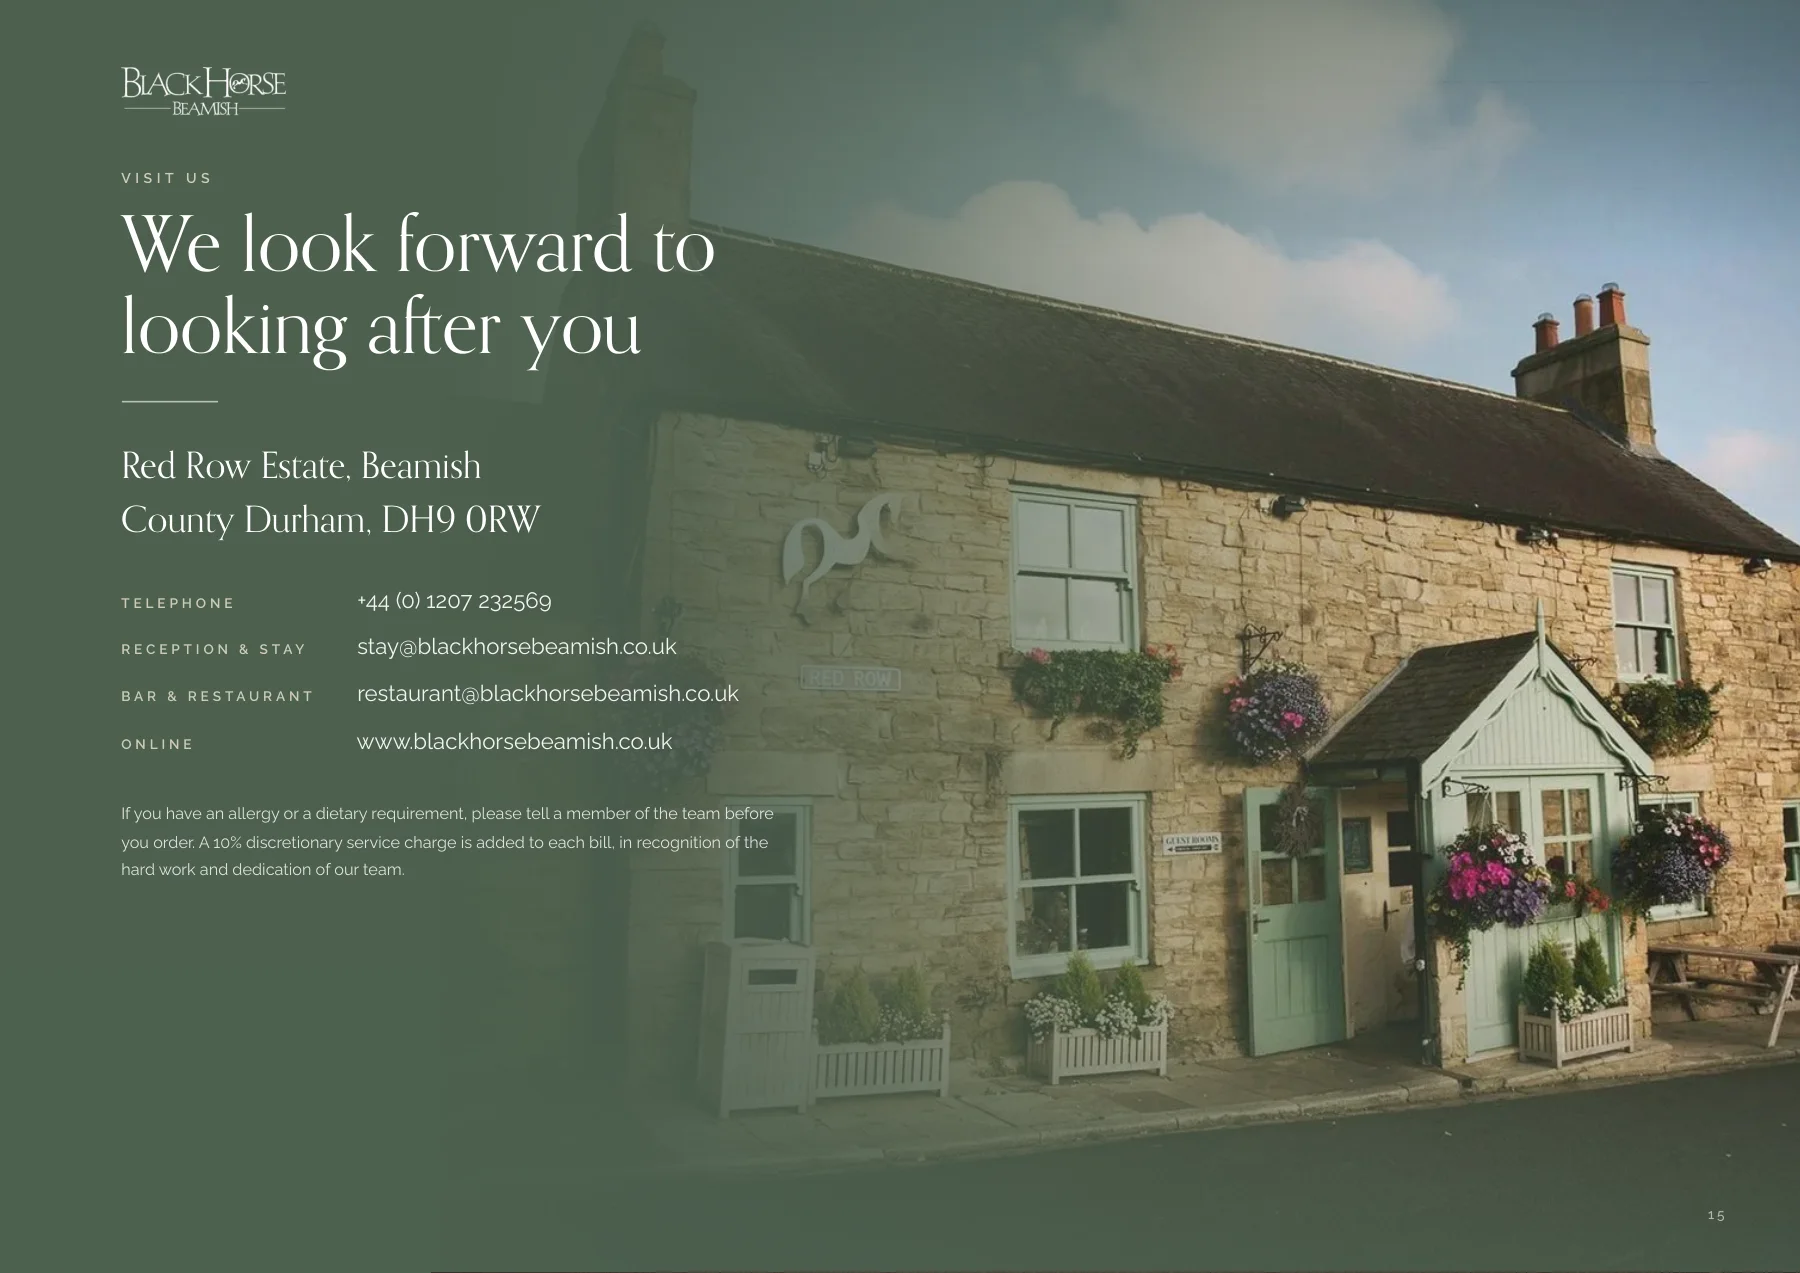 BLACK HORSE
BEAMISH
VISIT US
We look forward to
looking after you
Red Row Estate, Beamish
County Durham, DH9 0RW
TELEPHONE +44 (0) 1207 232569
RECEPTION & STAY stay@blackhorsebeamish.co.uk
BAR & RESTAURANT restaurant@blackhorsebeamish.co.uk
ONLINE www.blackhorsebeamish.co.uk
If you have an allergy or a dietary requirement, please tell a member of the team before
you order. A 10% discretionary service charge is added to each bill, in recognition of the
hard work and dedication of our team.
RED ROW
GUEST ROOMS
15